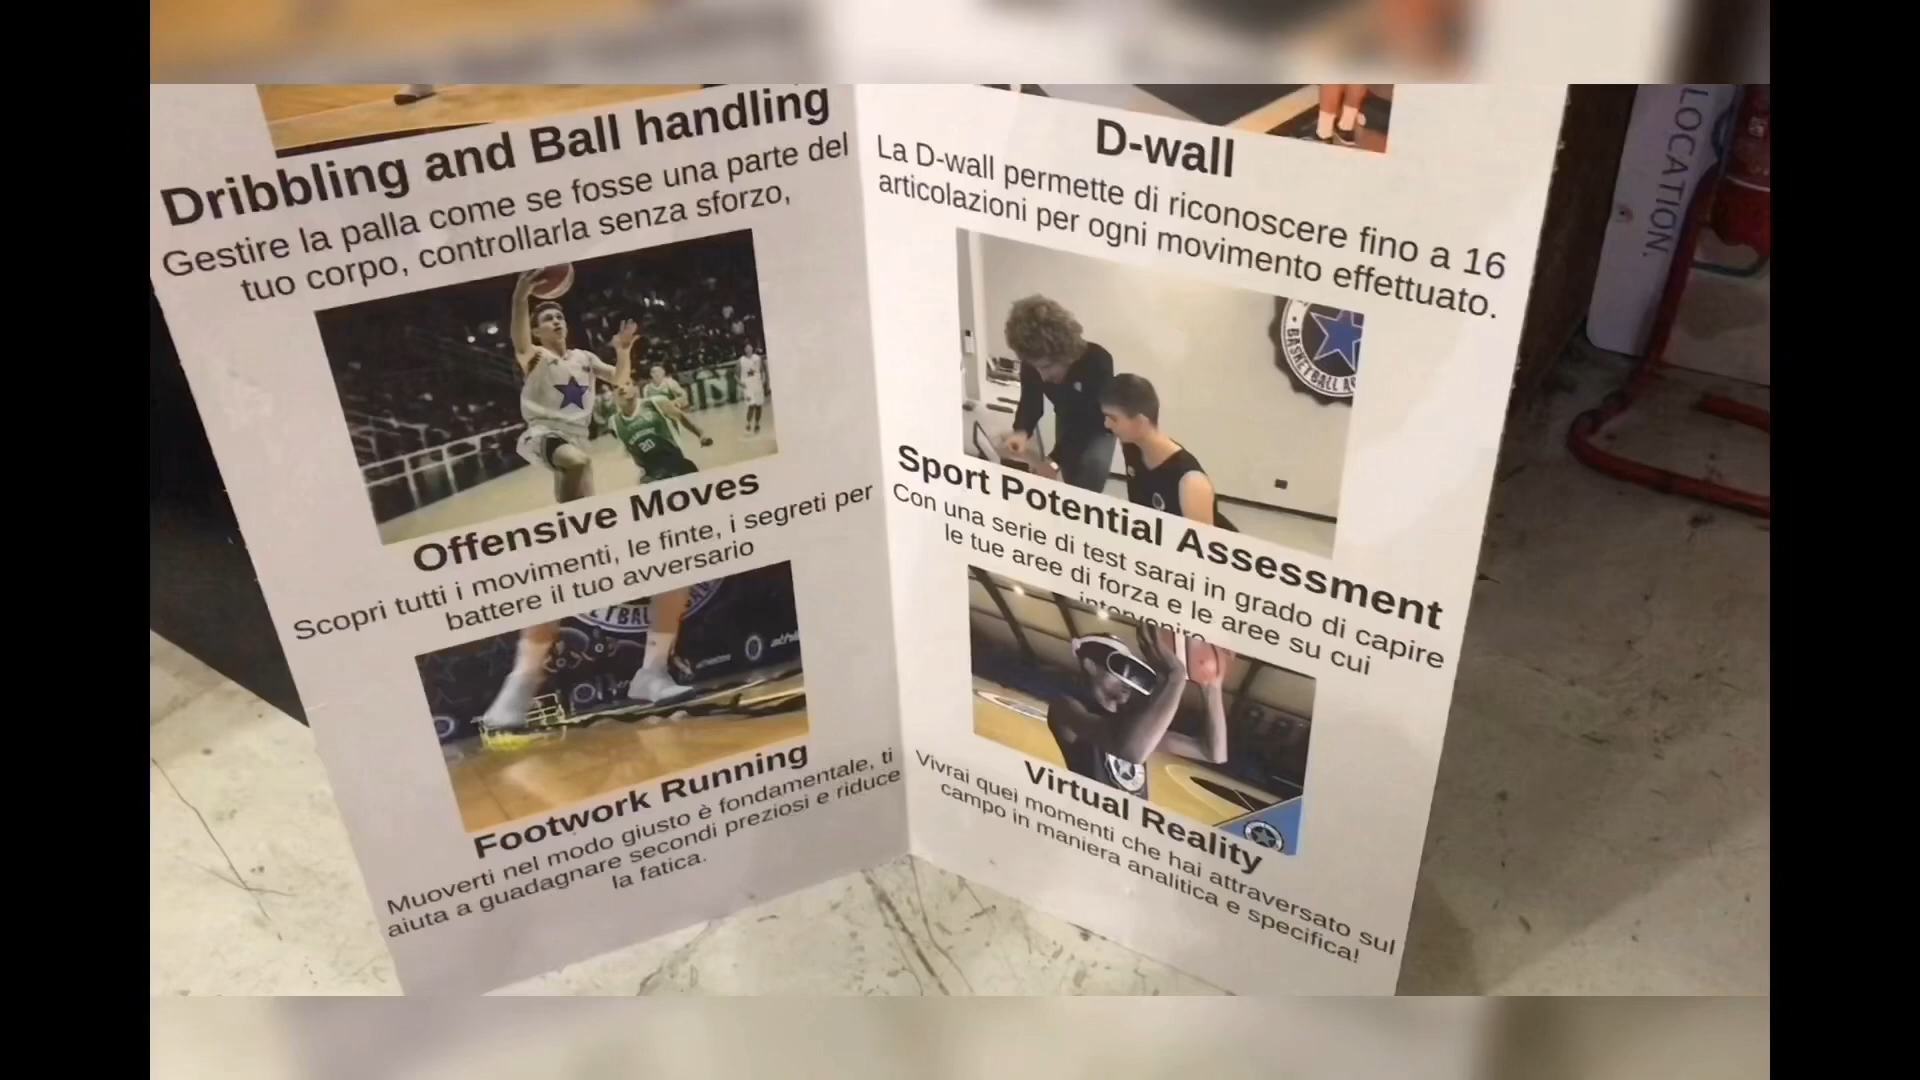 Dribbling and Ball handling
Gestire la palla come se fosse una parte del
tuo corpo, controllarla senza sforzo,
20
Offensive Moves
Scopri tutti i movimenti, le finte, i segreti per
battere il tuo avversario
Footwork Running
Muoverti nel modo giusto è fondamentale, ti
aiuta a guadagnare secondi preziosi e riduce
la fatica.
D-wall
La D-wall permette di riconoscere fino a 16
articolazioni per ogni movimento effettuato.
BASKETBALL
Sport Potential Assessment
Con una serie di test sarai in grado di capire
le tue aree di forza e le aree su cui
intervenire
Virtual Reality
Vivrai quei momenti che hai attraversato sul
campo in maniera analitica e specifica!
LOCATION.